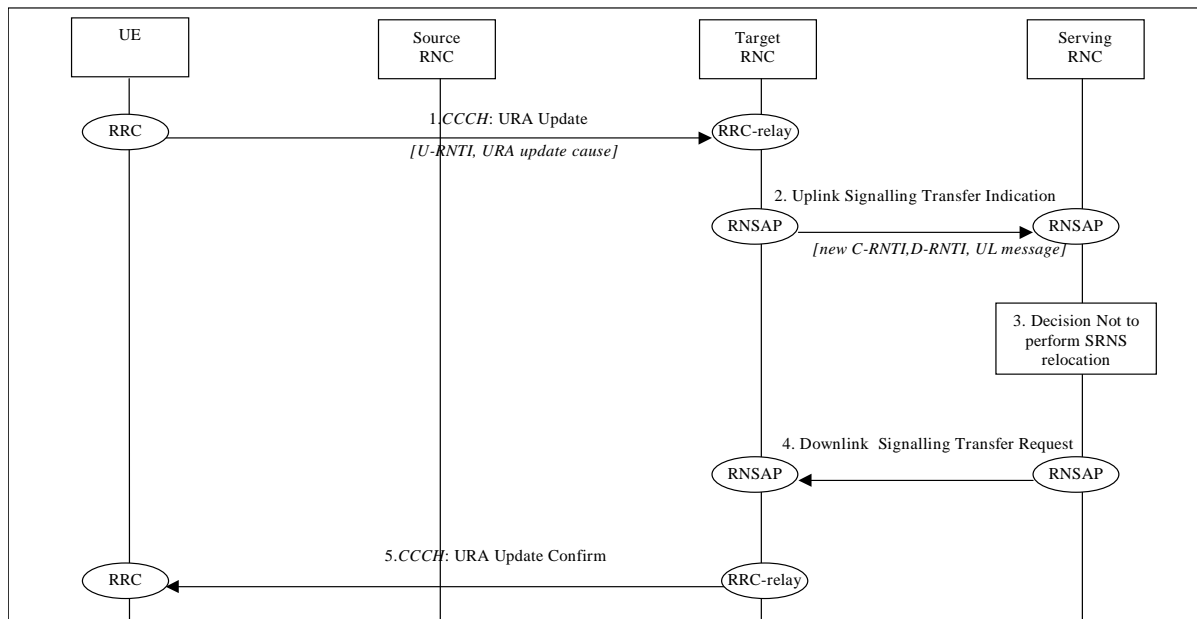 UE
Source
RNC
Target
RNC
Serving
RNC
1.CCCH: URA Update
RRC
RRC-relay
[U-RNTI, URA update cause]
2. Uplink Signalling Transfer Indication
RNSAP
RNSAP
[new C-RNTI,D-RNTI, UL message]
3. Decision Not to
perform SRNS
relocation
4. Downlink Signalling Transfer Request
RNSAP
RNSAP
5.CCCH: URA Update Confirm
RRC
RRC-relay